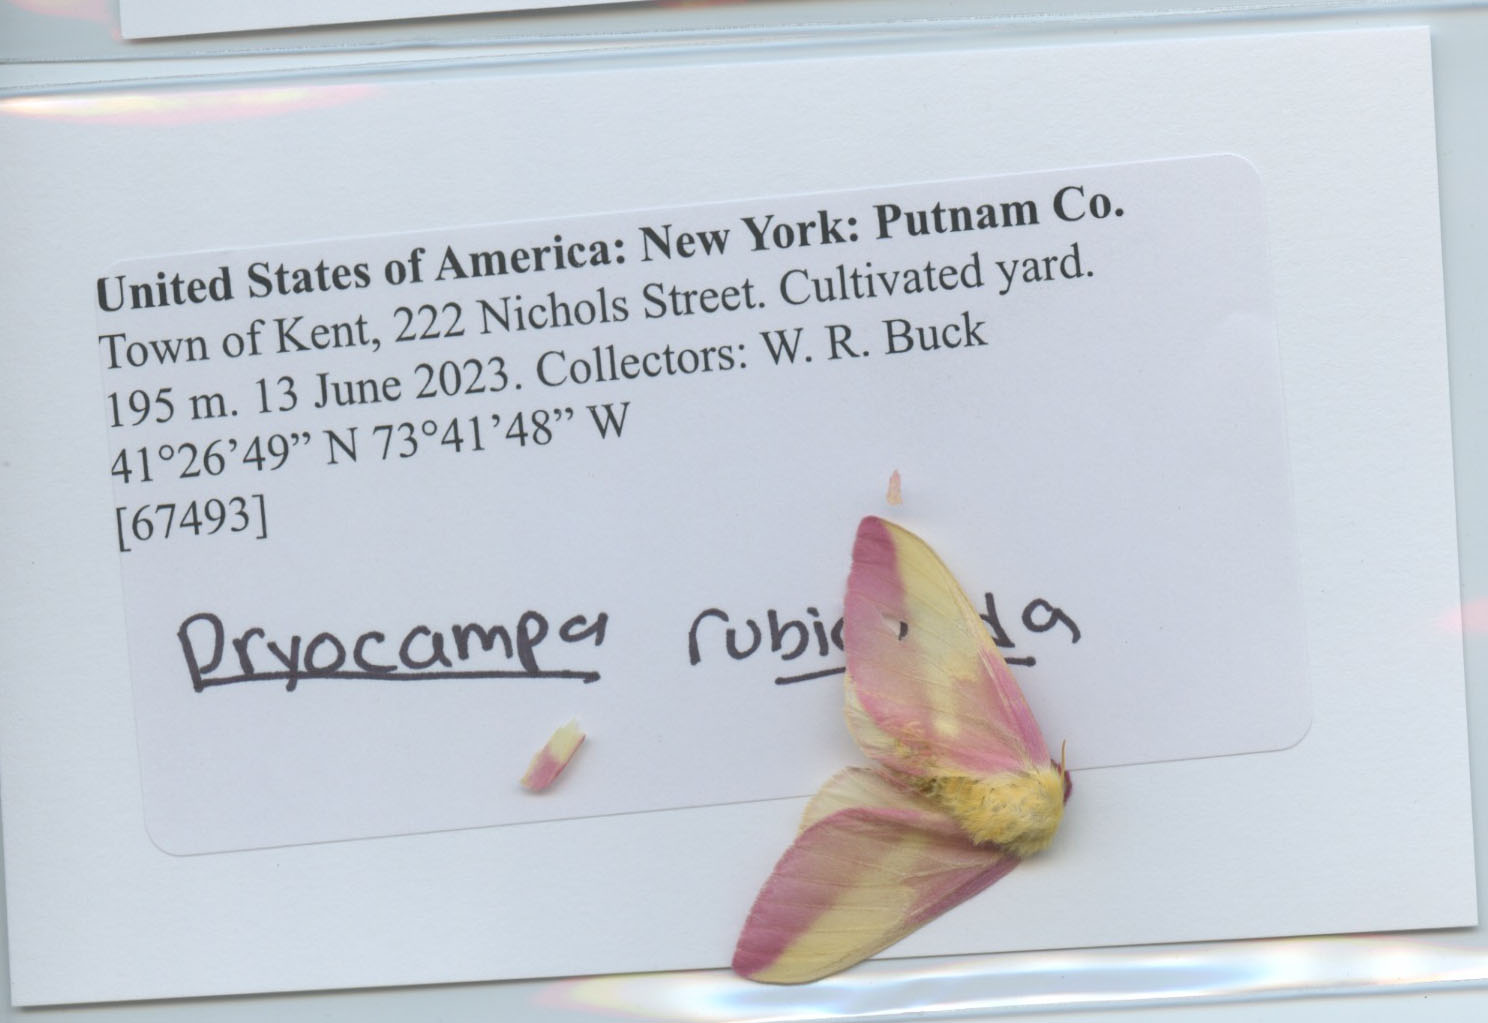 United States of America: New York: Putnam Co.
Town of Kent, 222 Nichols Street. Cultivated yard.
195 m. 13 June 2023. Collectors: W. R. Buck
41°26’49” N 73°41’48” W
[67493]
Dryocampa